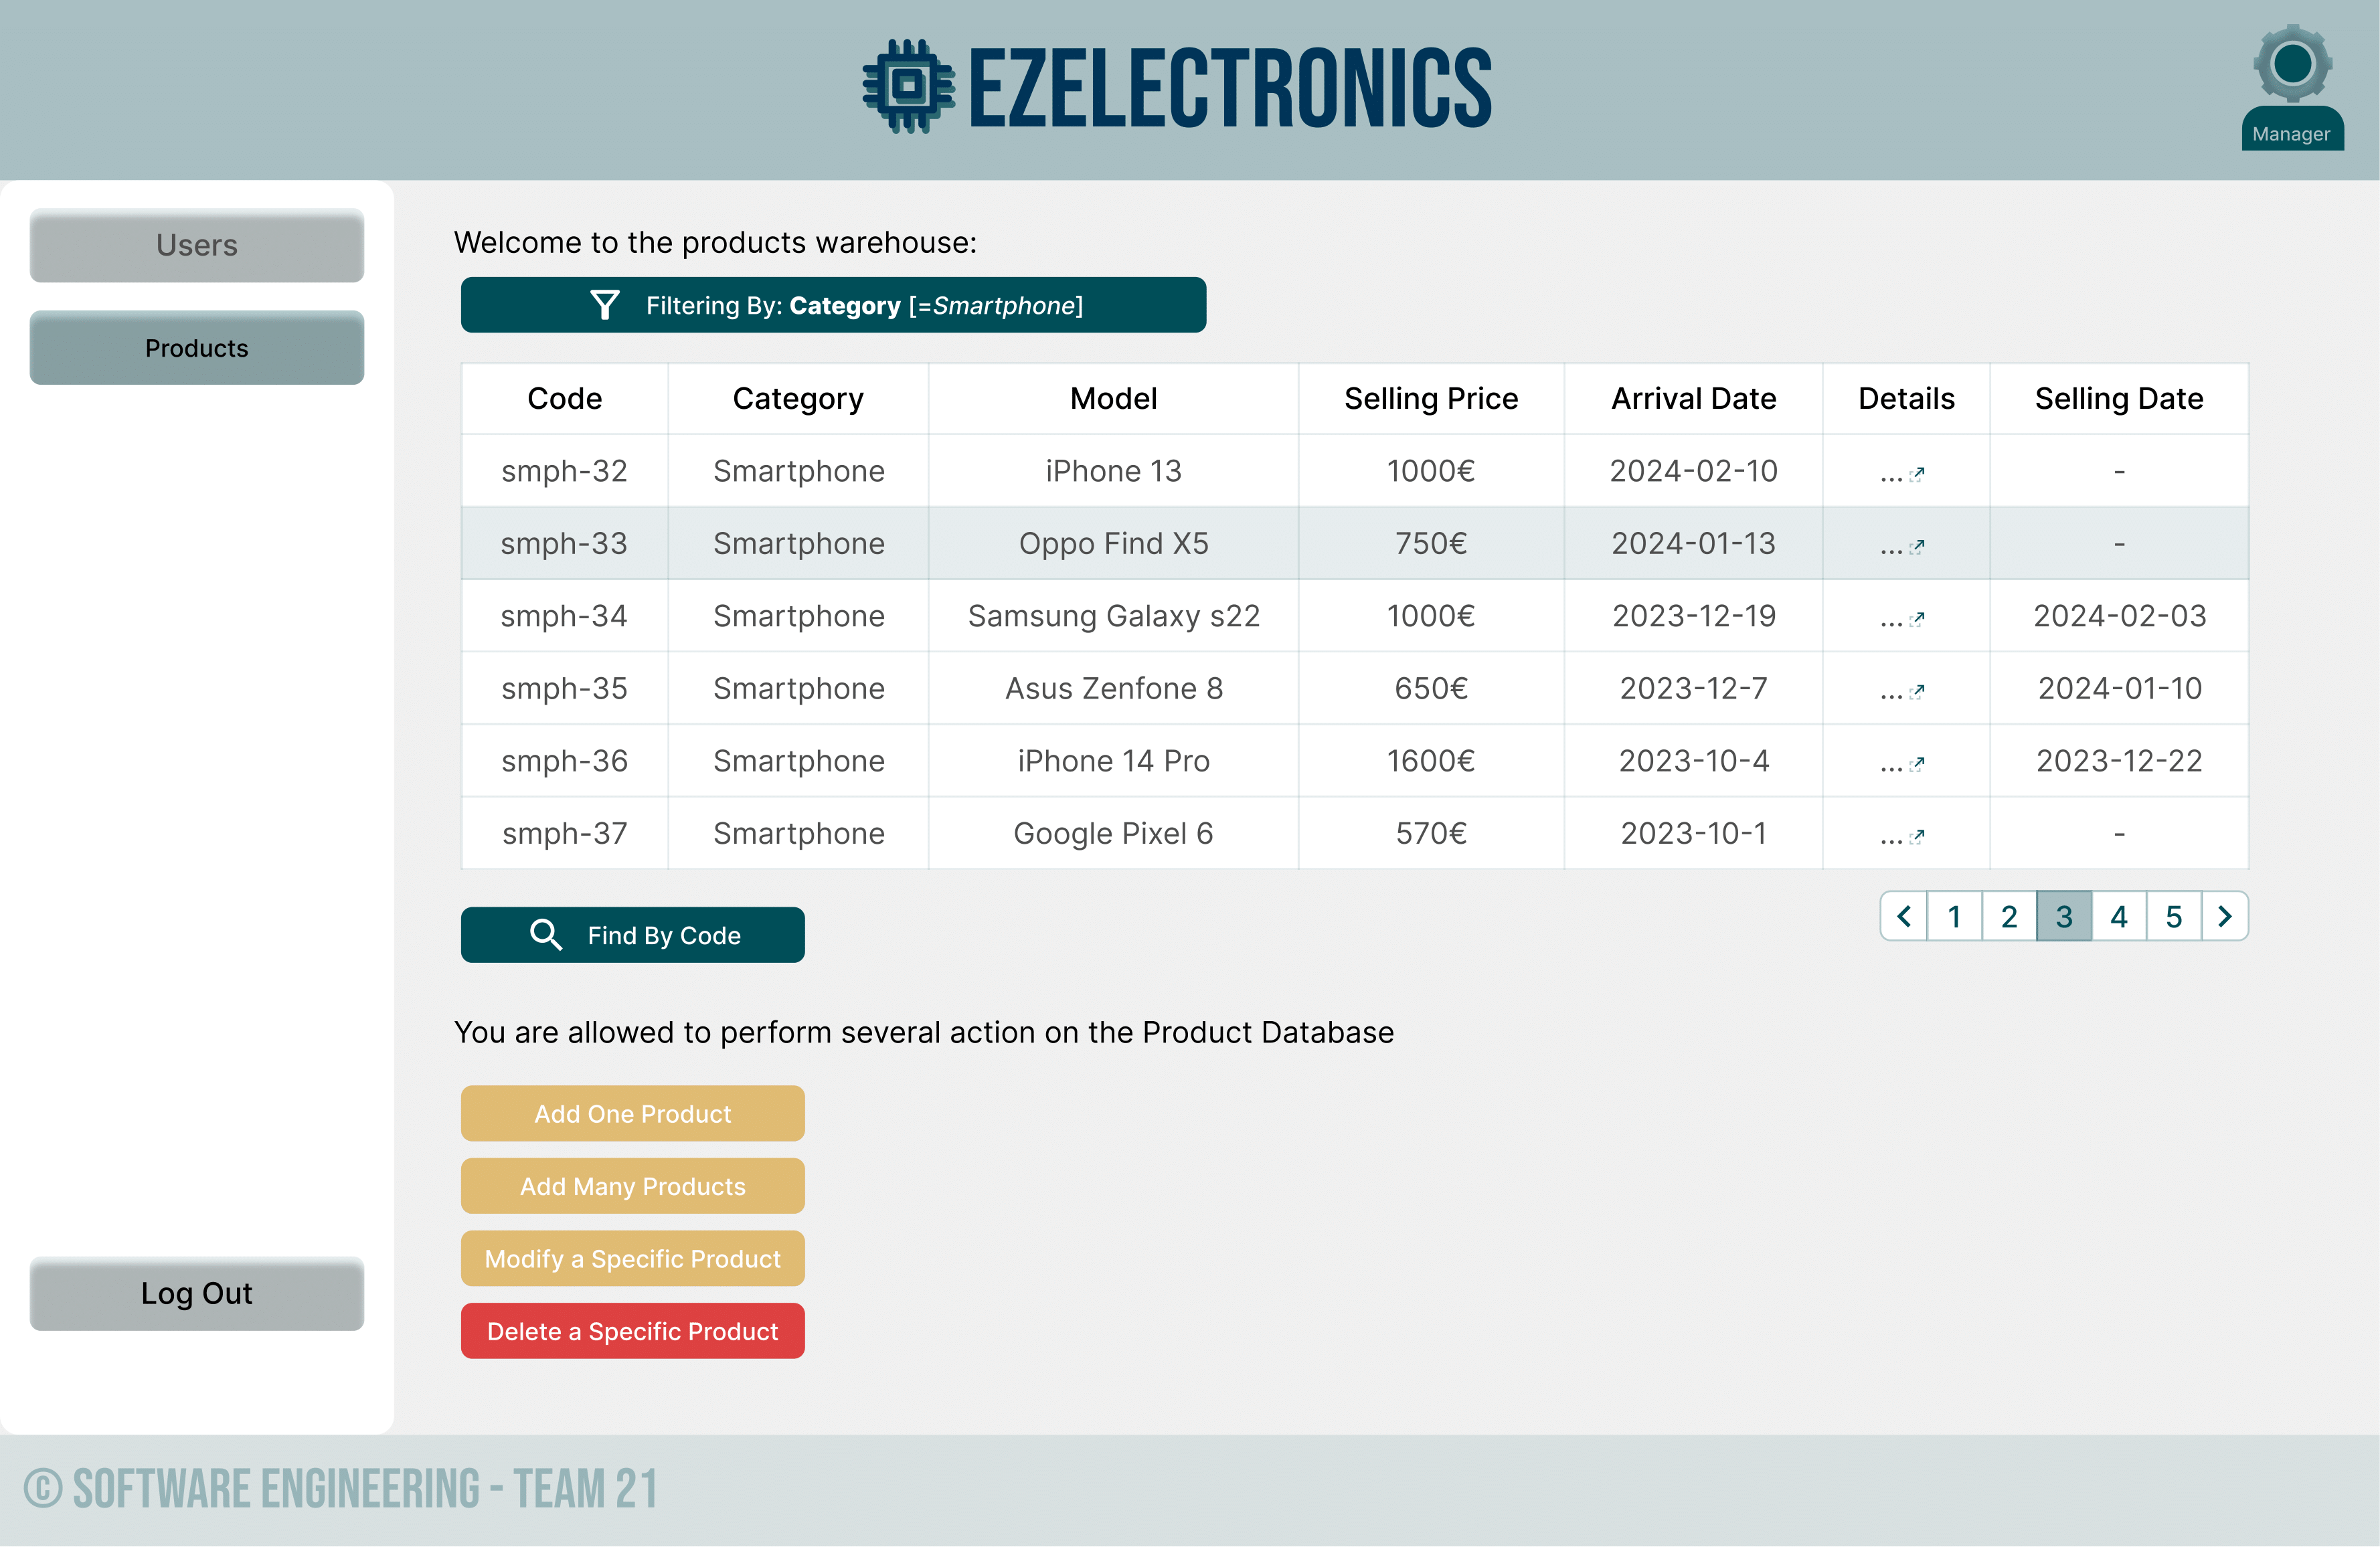 EZELECTRONICS
Manager
Users
Products
Log Out
Welcome to the products warehouse:
Filtering By: Category [=Smartphone]
Code Category Model Selling Price Arrival Date Details Selling Date
smph-32 Smartphone iPhone 13 1000€ 2024-02-10 ... -
smph-33 Smartphone Oppo Find X5 750€ 2024-01-13 ... -
smph-34 Smartphone Samsung Galaxy s22 1000€ 2023-12-19 ... 2024-02-03
smph-35 Smartphone Asus Zenfone 8 650€ 2023-12-7 ... 2024-01-10
smph-36 Smartphone iPhone 14 Pro 1600€ 2023-10-4 ... 2023-12-22
smph-37 Smartphone Google Pixel 6 570€ 2023-10-1 ... -
< 1 2 3 4 5 >
Find By Code
You are allowed to perform several action on the Product Database
Add One Product
Add Many Products
Modify a Specific Product
Delete a Specific Product
© SOFTWARE ENGINEERING - TEAM 21